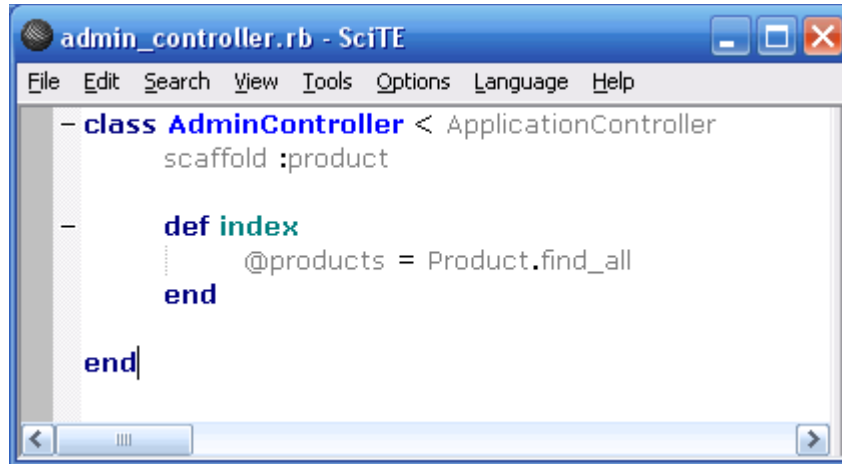 admin_controller.rb - SciTE
File Edit Search View Tools Options Language Help
class AdminController < ApplicationController
scaffold :product
def index
@products = Product.find_all
end
end